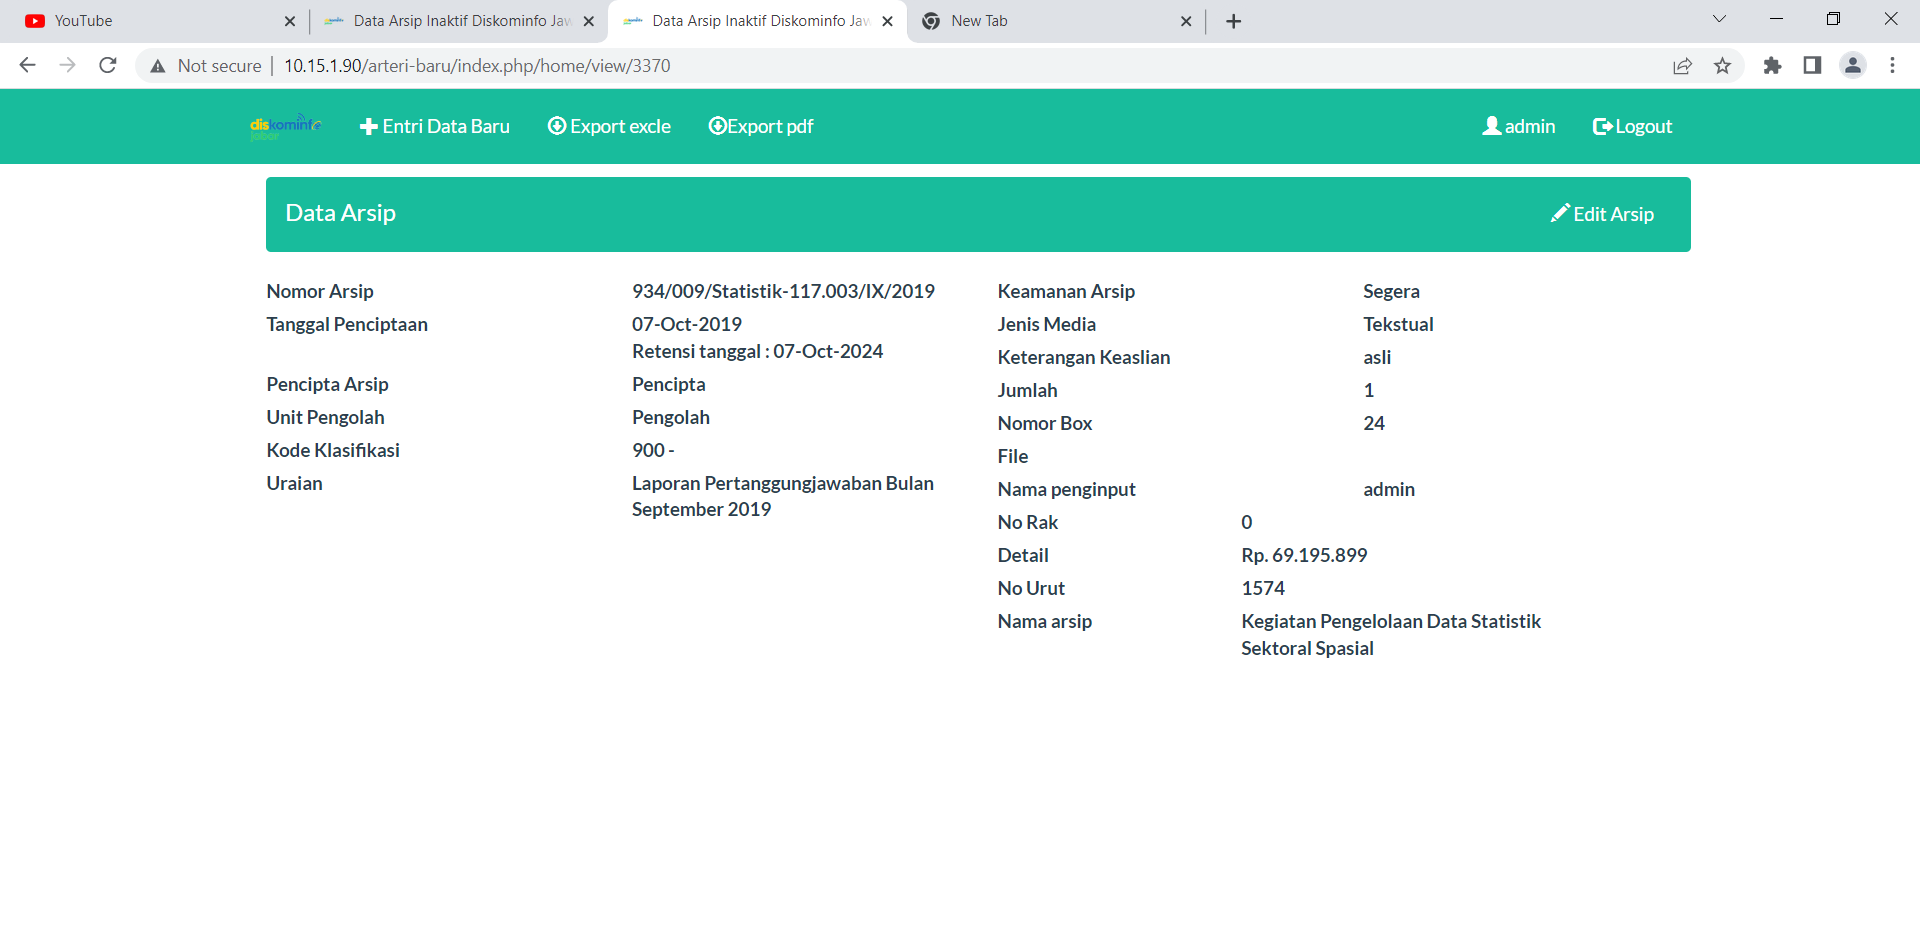 YouTube
Data Arsip Inaktif Diskominfo Jaw
Data Arsip Inaktif Diskominfo Jaw
New Tab
Not secure
10.15.1.90/arteri-baru/index.php/home/view/3370
diskominfo
jabar
Entri Data Baru
Export excle
Export pdf
admin
Logout
Data Arsip
Edit Arsip
Nomor Arsip
934/009/Statistik-117.003/IX/2019
Tanggal Penciptaan
07-Oct-2019
Retensi tanggal : 07-Oct-2024
Pencipta Arsip
Pencipta
Unit Pengolah
Pengolah
Kode Klasifikasi
900 -
Uraian
Laporan Pertanggungjawaban Bulan
September 2019
Keamanan Arsip
Segera
Jenis Media
Tekstual
Keterangan Keaslian
asli
Jumlah
1
Nomor Box
24
File
Nama penginput
admin
No Rak
0
Detail
Rp. 69.195.899
No Urut
1574
Nama arsip
Kegiatan Pengelolaan Data Statistik
Sektoral Spasial